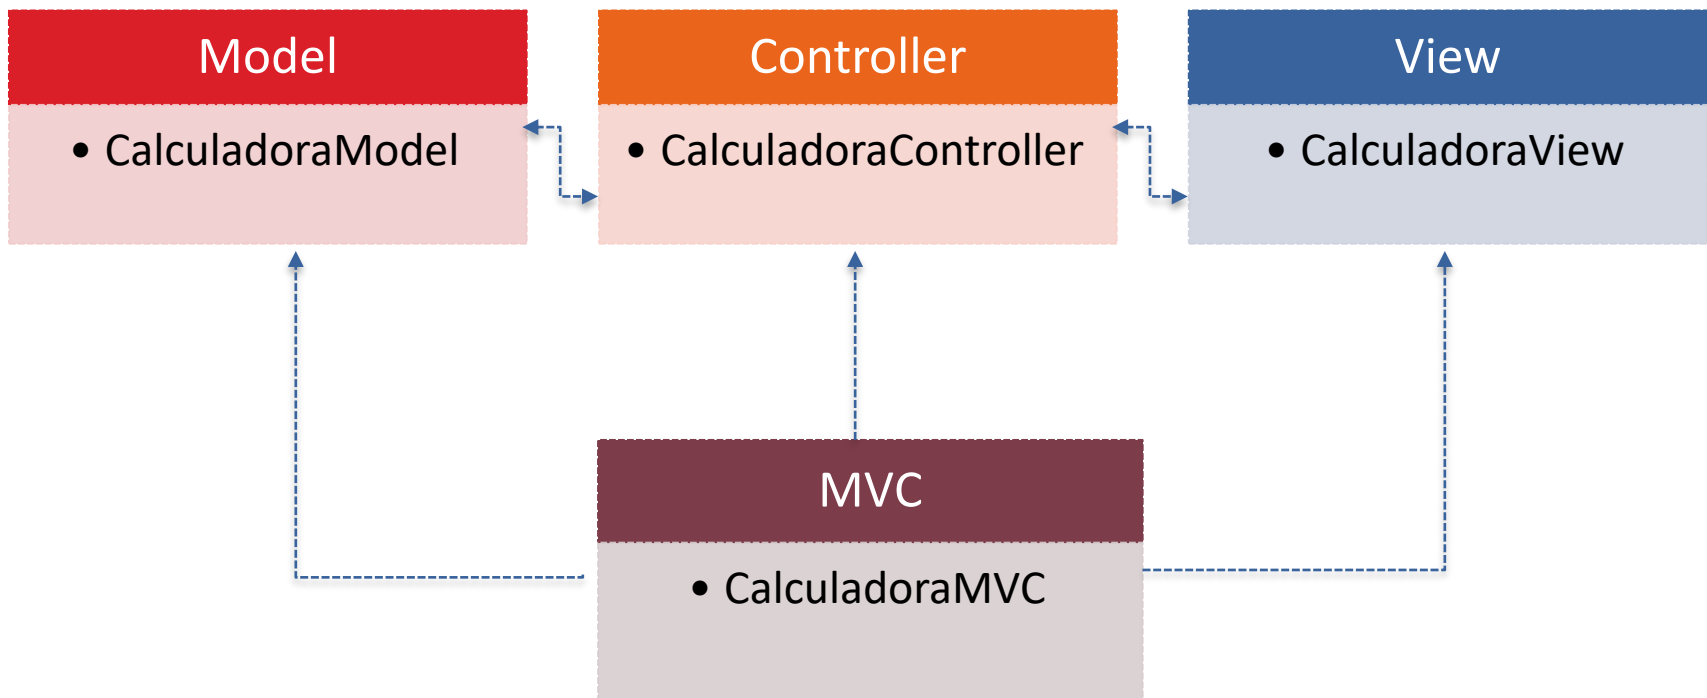 Model
• CalculadoraModel
Controller
• CalculadoraController
View
• CalculadoraView
MVC
• CalculadoraMVC